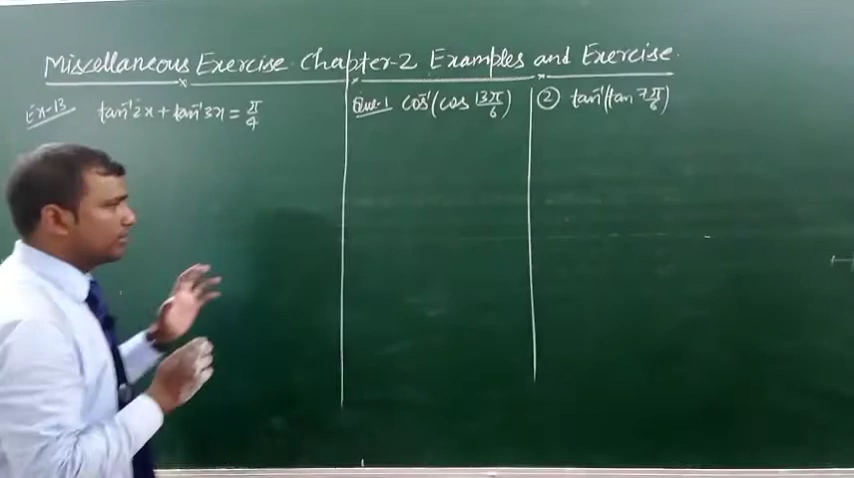 Miscellaneous Exercise Chapter-2 Examples and Exercise.
Ex-13 tan⁻¹2x + tan⁻¹3x = π/4
Que-1 cos⁻¹(cos 13π/6)
② tan⁻¹(tan 7π/6)